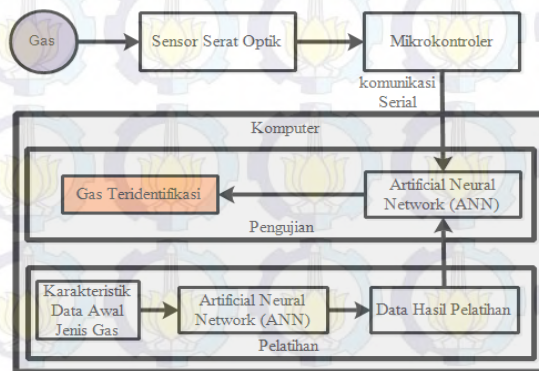 Gas
Sensor Serat Optik
Mikrokontroler
komunikasi
Serial
Komputer
Gas Teridentifikasi
Artificial Neural
Network (ANN)
Pengujian
Karakteristik
Data Awal
Jenis Gas
Artificial Neural
Network (ANN)
Data Hasil Pelatihan
Pelatihan